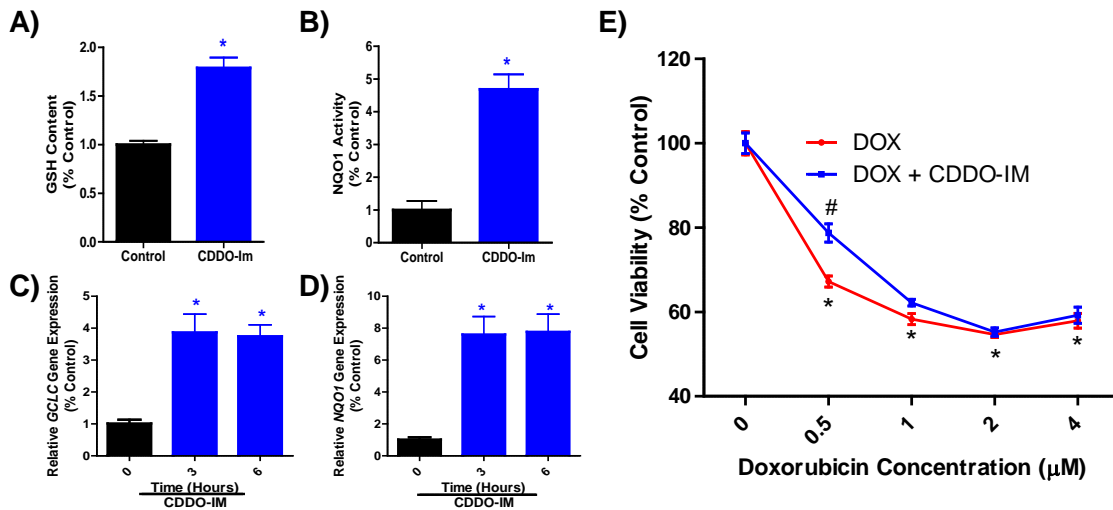 A)
GSH Content
(% Control)
2.0
1.5
1.0
0.5
0.0
*
Control
CDDO-Im
B)
NQO1 Activity
(% Control)
6
5
4
3
2
1
0
*
Control
CDDO-Im
C)
Relative GCLC Gene Expression
(% Control)
5
4
3
2
1
0
*
*
0
3
6
Time (Hours)
CDDO-IM
D)
Relative NQO1 Gene Expression
(% Control)
10
8
6
4
2
0
*
*
0
3
6
Time (Hours)
CDDO-IM
E)
Cell Viability (% Control)
120
100
80
60
40
DOX
DOX + CDDO-IM
#
*
*
*
*
0
0.5
1
2
4
Doxorubicin Concentration (μM)